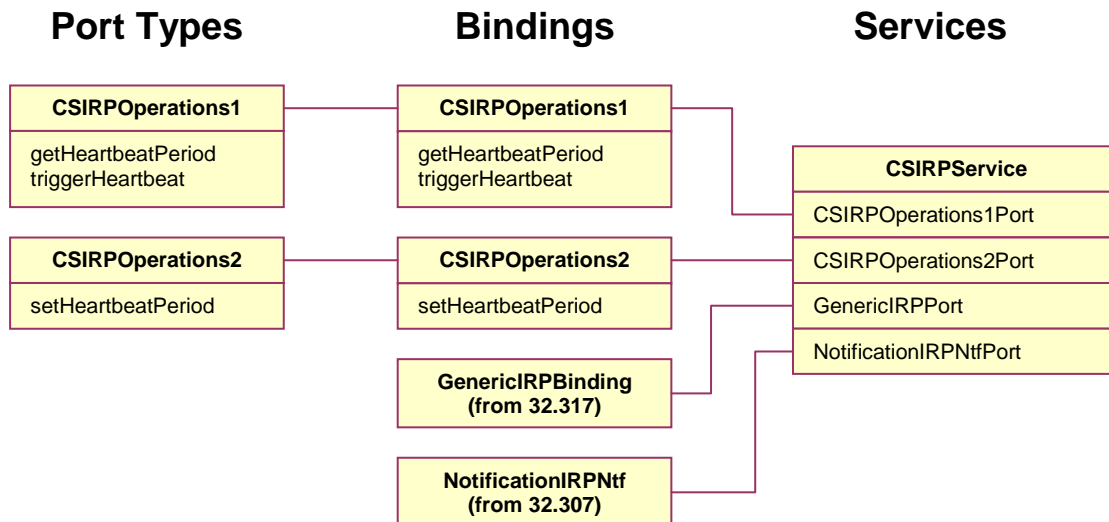 Port Types
Bindings
Services
CSIRPOperations1
getHeartbeatPeriod
triggerHeartbeat
CSIRPOperations2
setHeartbeatPeriod
CSIRPOperations1
getHeartbeatPeriod
triggerHeartbeat
CSIRPOperations2
setHeartbeatPeriod
GenericIRPBinding
(from 32.317)
NotificationIRPNtf
(from 32.307)
CSIRPService
CSIRPOperations1Port
CSIRPOperations2Port
GenericIRPPort
NotificationIRPNtfPort